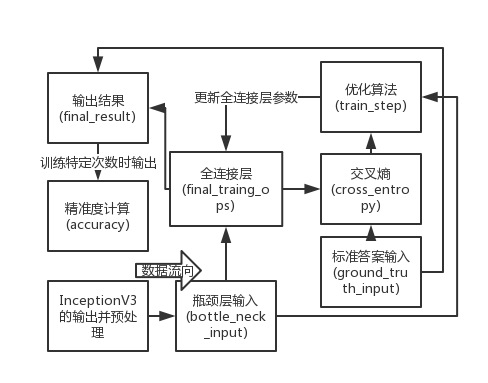 输出结果
(final_result)
更新全连接层参数
优化算法
(train_step)
训练特定次数时输出
全连接层
(final_traing_o
ps)
交叉熵
(cross_entro
py)
精准度计算
(accuracy)
数据流向
标准答案输入
(ground_tru
th_input)
InceptionV3
的输出并预处
理
瓶颈层输入
(bottle_neck
_input)